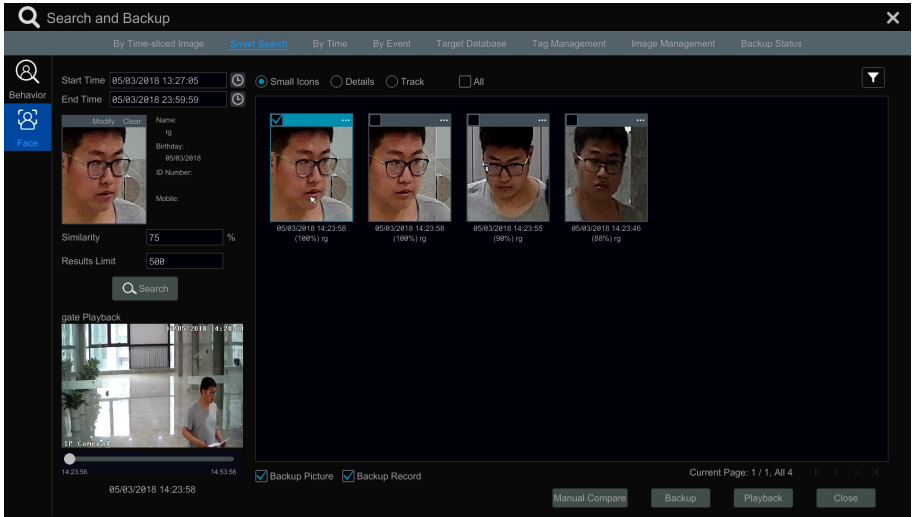 Search and Backup
By Time-sliced Image Smart Search By Time By Event Target Database Tag Management Image Management Backup Status
Behavior
Face
Start Time 05/03/2018 13:27:05
End Time 05/03/2018 23:59:59
Modify Clear
Name:
rg
Birthday:
05/03/2018
ID Number:
Mobile:
Similarity 75 %
Results Limit 500
Search
gate Playback
14:23:56 14:53:56
05/03/2018 14:23:58
Small Icons Details Track All
05/03/2018 14:23:58
(100%) rg
05/03/2018 14:23:58
(100%) rg
05/03/2018 14:23:55
(90%) rg
05/03/2018 14:23:46
(88%) rg
Backup Picture Backup Record
Current Page: 1 / 1, All 4
Manual Compare Backup Playback Close